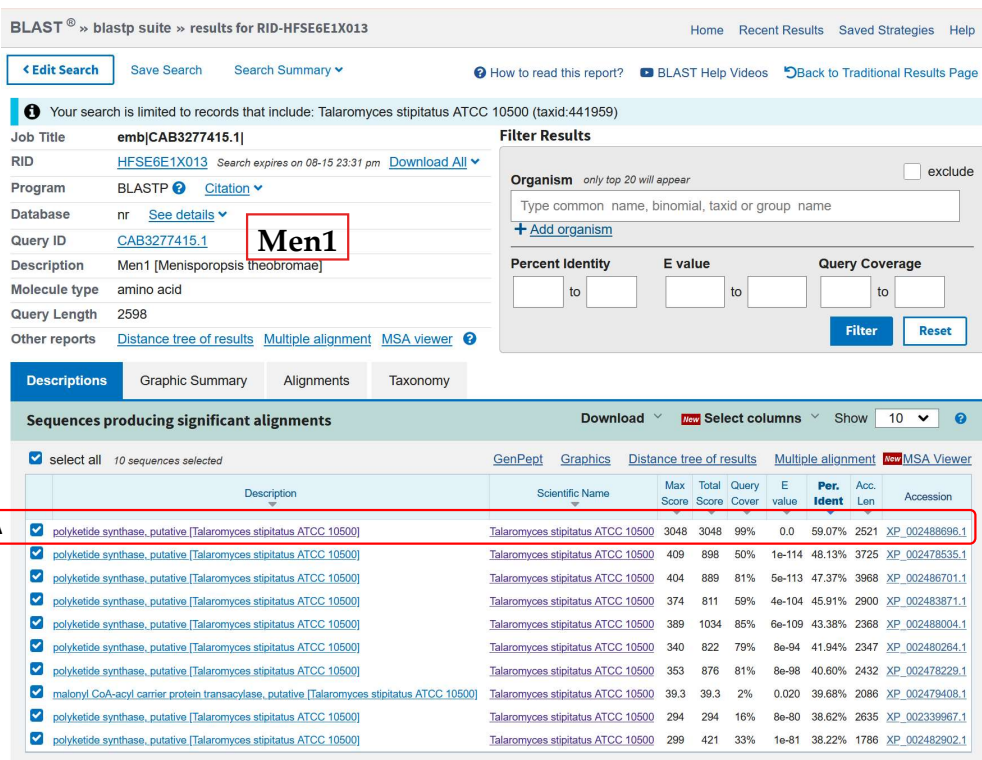 BLAST ® » blastp suite » results for RID-HFSE6E1X013
Home Recent Results Saved Strategies Help
< Edit Search Save Search Search Summary
How to read this report? BLAST Help Videos Back to Traditional Results Page
Your search is limited to records that include: Talaromyces stipitatus ATCC 10500 (taxid:441959)
Job Title emb|CAB3277415.1|
RID HFSE6E1X013 Search expires on 08-15 23:31 pm Download All
Program BLASTP Citation
Database nr See details
Query ID CAB3277415.1
Men1
Description Men1 [Menisporopsis theobromae]
Molecule type amino acid
Query Length 2598
Other reports Distance tree of results Multiple alignment MSA viewer
Filter Results
Organism only top 20 will appear exclude
Type common name, binomial, taxid or group name
+ Add organism
Percent Identity E value Query Coverage
to to to
Filter Reset
Descriptions Graphic Summary Alignments Taxonomy
Sequences producing significant alignments Download New Select columns Show 10
select all 10 sequences selected GenPept Graphics Distance tree of results Multiple alignment New MSA Viewer
Description Scientific Name Max Score Total Score Query Cover E value Per. Ident Acc. Len Accession
polyketide synthase, putative [Talaromyces stipitatus ATCC 10500] Talaromyces stipitatus ATCC 10500 3048 3048 99% 0.0 59.07% 2521 XP_002488696.1
polyketide synthase, putative [Talaromyces stipitatus ATCC 10500] Talaromyces stipitatus ATCC 10500 409 898 50% 1e-114 48.13% 3725 XP_002478535.1
polyketide synthase, putative [Talaromyces stipitatus ATCC 10500] Talaromyces stipitatus ATCC 10500 404 889 81% 5e-113 47.37% 3968 XP_002486701.1
polyketide synthase, putative [Talaromyces stipitatus ATCC 10500] Talaromyces stipitatus ATCC 10500 374 811 59% 4e-104 45.91% 2900 XP_002483871.1
polyketide synthase, putative [Talaromyces stipitatus ATCC 10500] Talaromyces stipitatus ATCC 10500 389 1034 85% 6e-109 43.38% 2368 XP_002488004.1
polyketide synthase, putative [Talaromyces stipitatus ATCC 10500] Talaromyces stipitatus ATCC 10500 340 822 79% 8e-94 41.94% 2347 XP_002480264.1
polyketide synthase, putative [Talaromyces stipitatus ATCC 10500] Talaromyces stipitatus ATCC 10500 353 876 81% 8e-98 40.60% 2432 XP_002478229.1
malonyl CoA-acyl carrier protein transacylase, putative [Talaromyces stipitatus ATCC 10500] Talaromyces stipitatus ATCC 10500 39.3 39.3 2% 0.020 39.68% 2086 XP_002479408.1
polyketide synthase, putative [Talaromyces stipitatus ATCC 10500] Talaromyces stipitatus ATCC 10500 294 294 16% 8e-80 38.62% 2635 XP_002339967.1
polyketide synthase, putative [Talaromyces stipitatus ATCC 10500] Talaromyces stipitatus ATCC 10500 299 421 33% 1e-81 38.22% 1786 XP_002482902.1